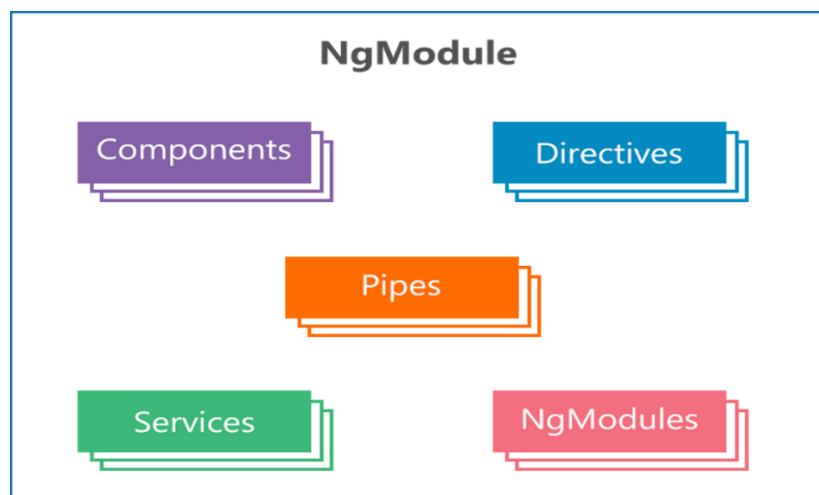 NgModule
Components
Directives
Pipes
Services
NgModules